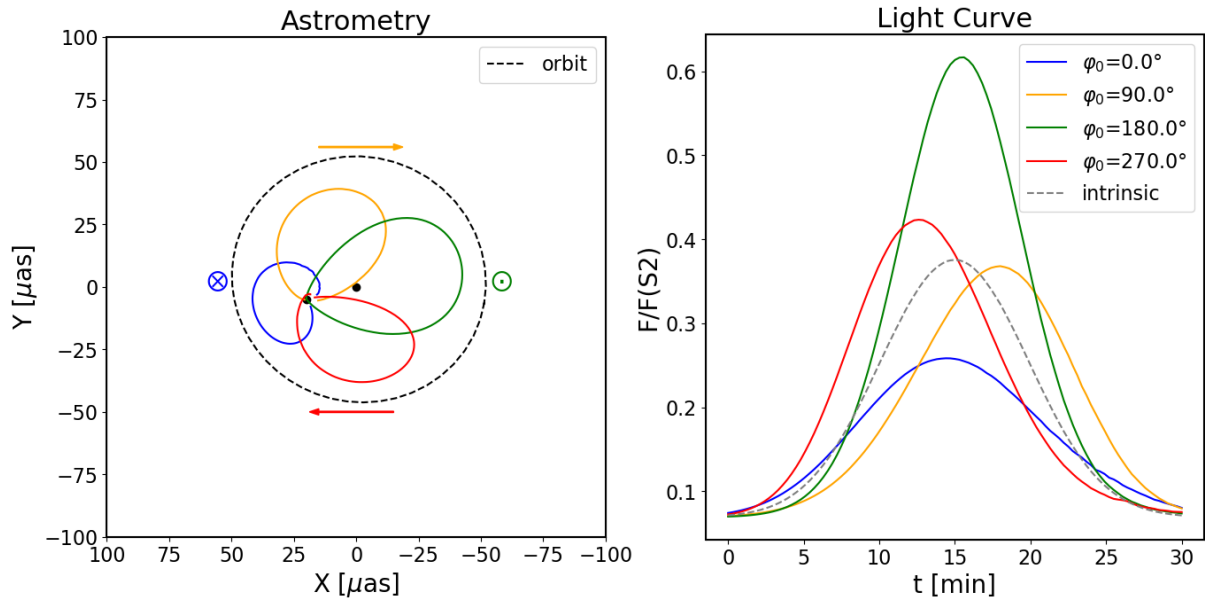 Astrometry
100
75
50
25
0
−25
−50
−75
−100
Y [μas]
100
75
50
25
0
−25
−50
−75
−100
X [μas]
orbit
Light Curve
0.6
0.5
0.4
0.3
0.2
0.1
F/F(S2)
0
5
10
15
20
25
30
t [min]
φ₀=0.0°
φ₀=90.0°
φ₀=180.0°
φ₀=270.0°
intrinsic